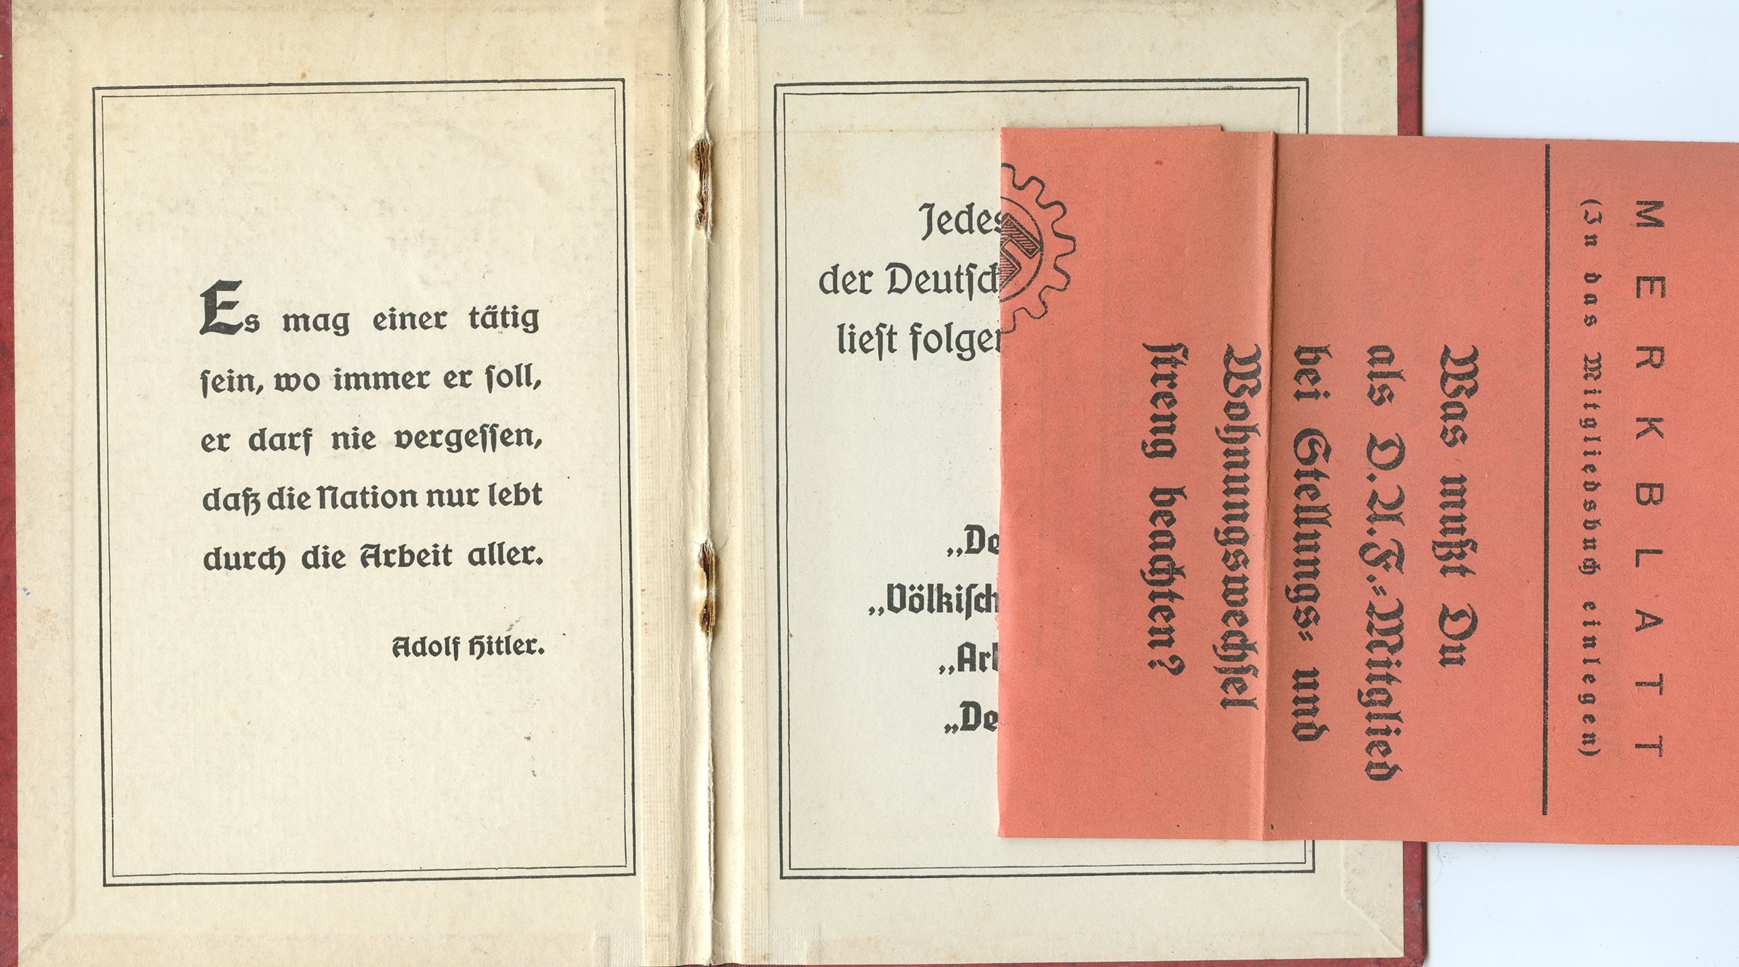 Es mag einer tätig
sein, wo immer er soll,
er darf nie vergessen,
daß die Nation nur lebt
durch die Arbeit aller.
Adolf Hitler.
Jedes
der Deutsch
liest folgen
„De
„Völkisch
„Arb
„De
MERKBLATT
(In das Mitgliedsbuch einlegen)
Was mußt Du
als D.A.F.=Mitglied
bei Stellungs= und
Wohnungswechsel
streng beachten?